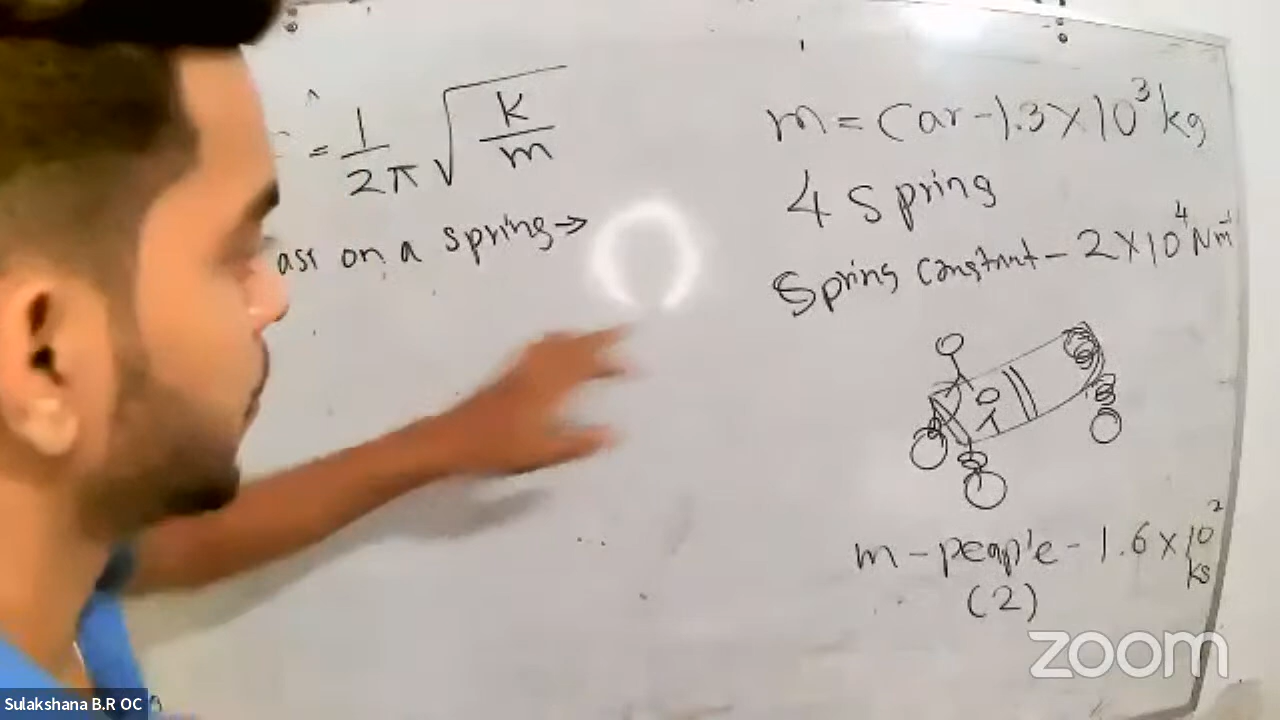 = 1/2π √k/m
on a spring →
m = Car - 1.3 × 10³ kg
4 Spring
Spring constant - 2 × 10⁴ Nm⁻¹
m - people - 1.6 × 10² kg
(2)
zoom
Sulakshana B.R OC